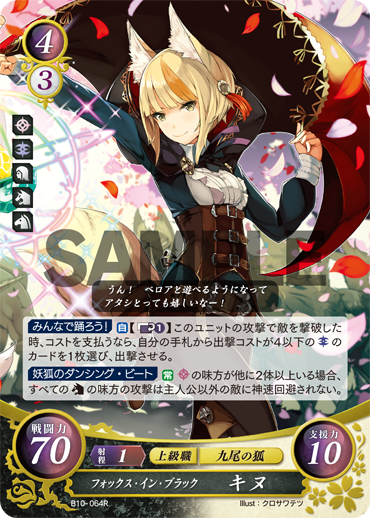 4
3
SAMPLE
うん！　ベロアと遊べるようになって
アタシとっても嬉しいなー！
みんなで踊ろう！ 自【 1】このユニットの攻撃で敵を撃破した
時、コストを支払うなら、自分の手札から出撃コストが４以下の の
カードを1枚選び、出撃させる。
妖狐のダンシング・ビート 常 の味方が他に2体以上いる場合、
すべての の味方の攻撃は主人公以外の敵に神速回避されない。
戦闘力
70
射程 1
上級職
九尾の狐
支援力
10
フォックス・イン・ブラック　キヌ
B10-064R
Illust：クロサワテツ